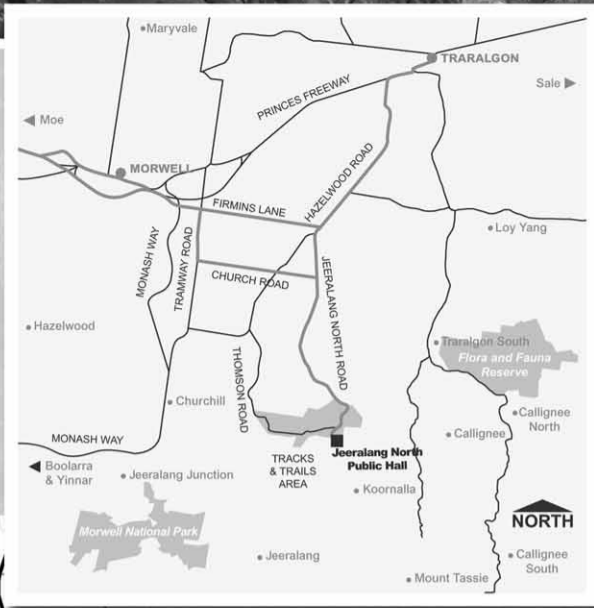 Maryvale
TRARALGON
Sale
PRINCES FREEWAY
Moe
MORWELL
HAZELWOOD ROAD
FIRMINS LANE
Loy Yang
MONASH WAY
TRAMWAY ROAD
CHURCH ROAD
JEERALANG NORTH ROAD
Hazelwood
Traralgon South
Flora and Fauna
Reserve
THOMSON ROAD
Churchill
Callignee
North
Callignee
MONASH WAY
Jeeralang North
Public Hall
TRACKS
& TRAILS
AREA
Boolarra
& Yinnar
Jeeralang Junction
Koornalla
NORTH
Morwell National Park
Jeeralang
Callignee
South
Mount Tassie